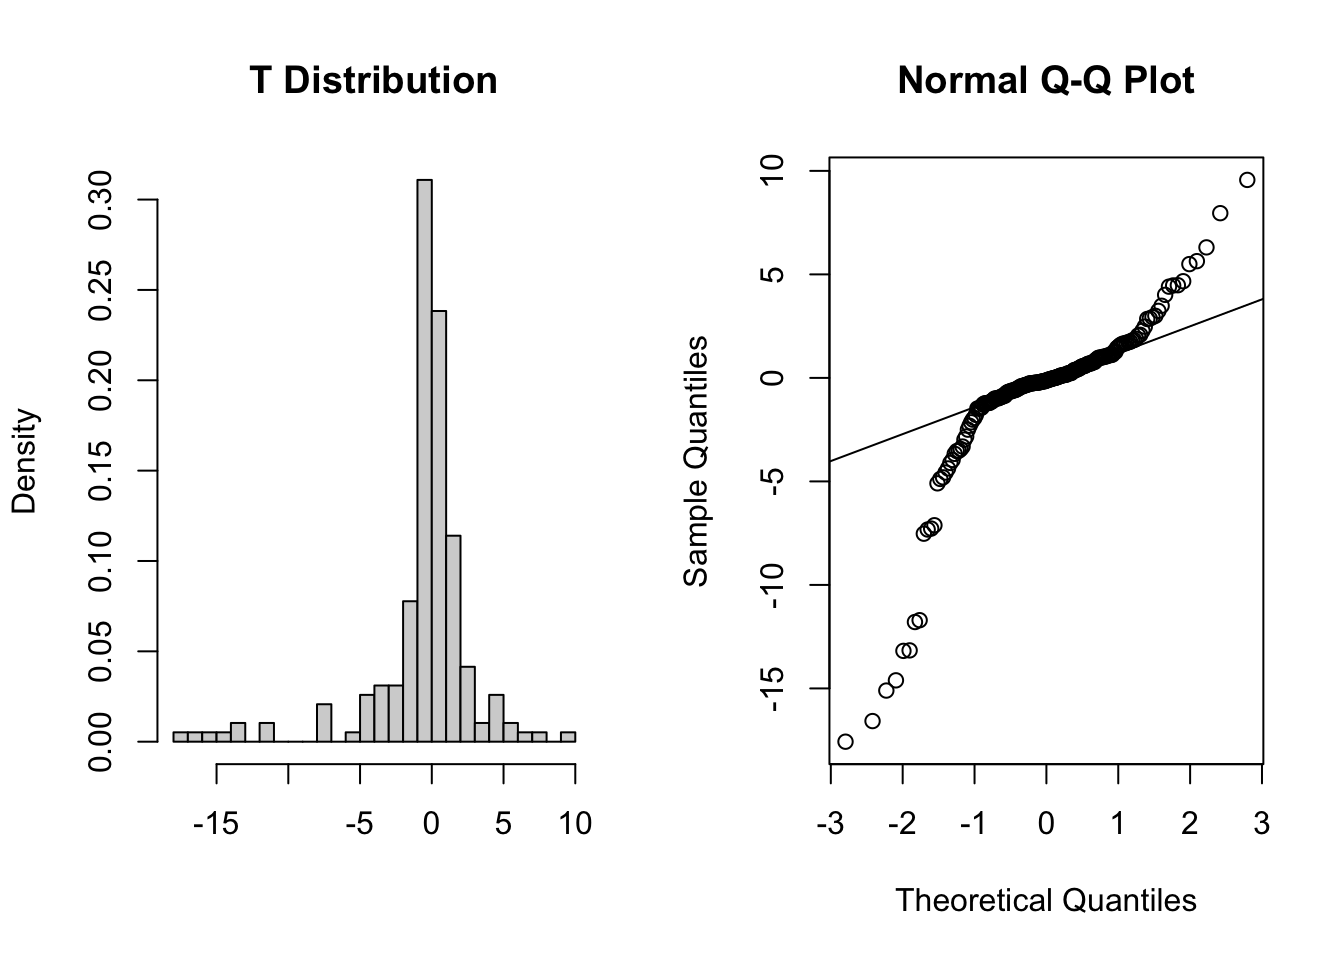 T Distribution
Density
0.00 0.05 0.10 0.15 0.20 0.25 0.30
-15 -5 0 5 10
Normal Q-Q Plot
Sample Quantiles
-15 -10 -5 0 5 10
-3 -2 -1 0 1 2 3
Theoretical Quantiles